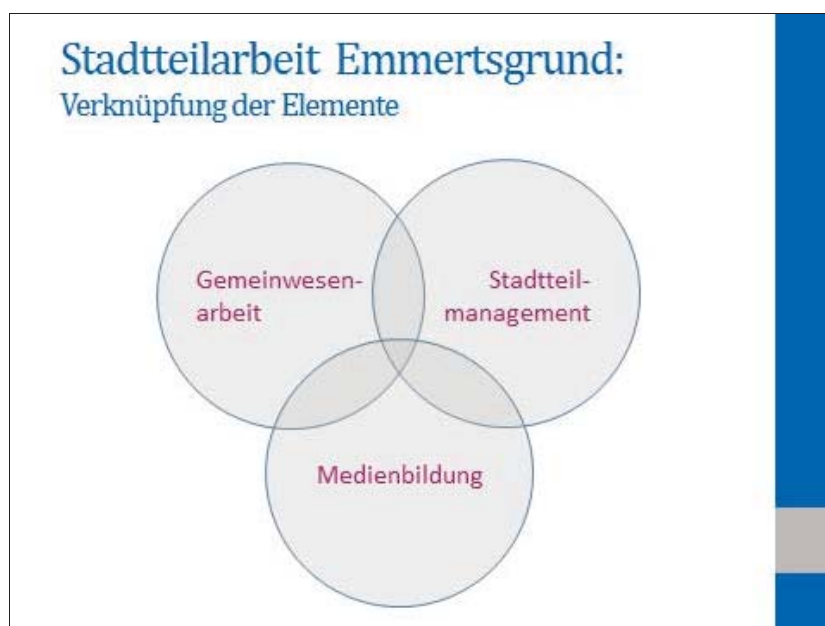 Stadtteilarbeit Emmertsgrund:
Verknüpfung der Elemente
Gemeinwesen-
arbeit
Stadtteil-
management
Medienbildung